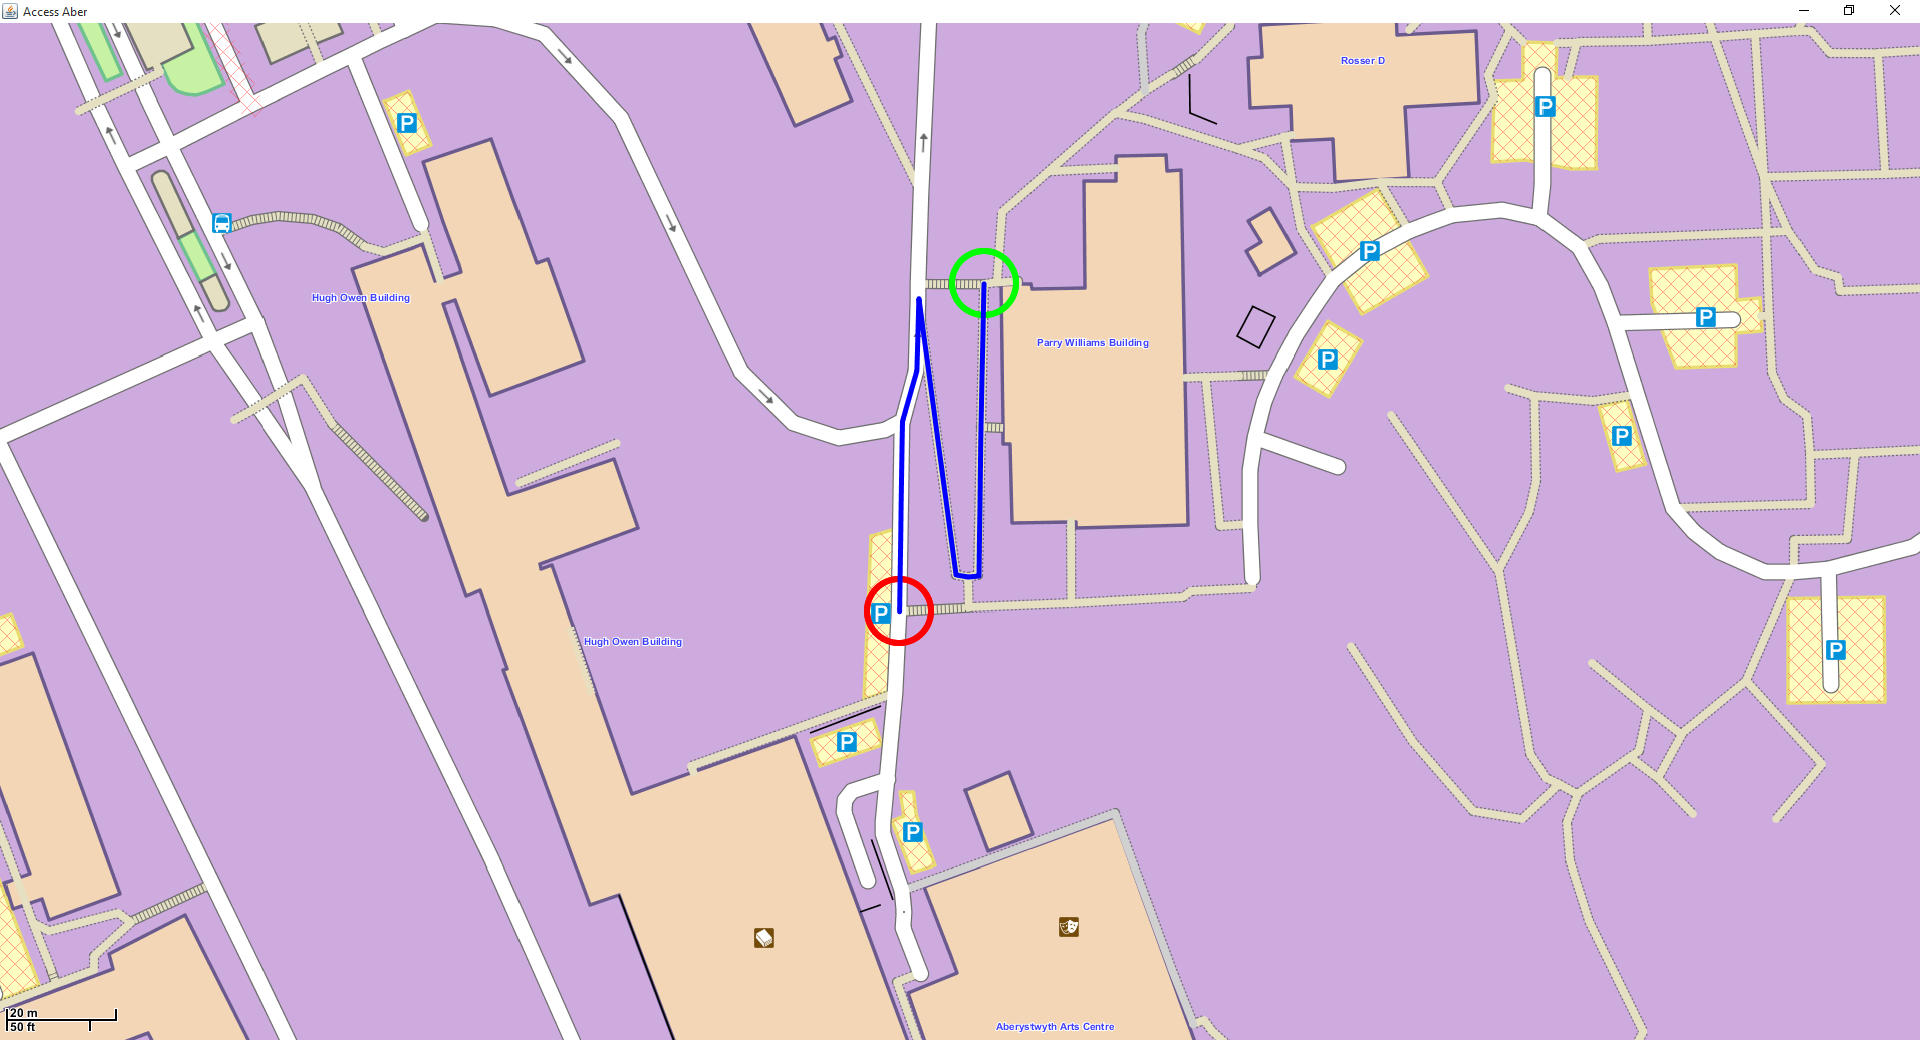 Access Aber
Rosser D
P
P
P
Hugh Owen Building
P
Parry Williams Building
P
P
P
Hugh Owen Building
P
P
P
Aberystwyth Arts Centre
20 m
50 ft